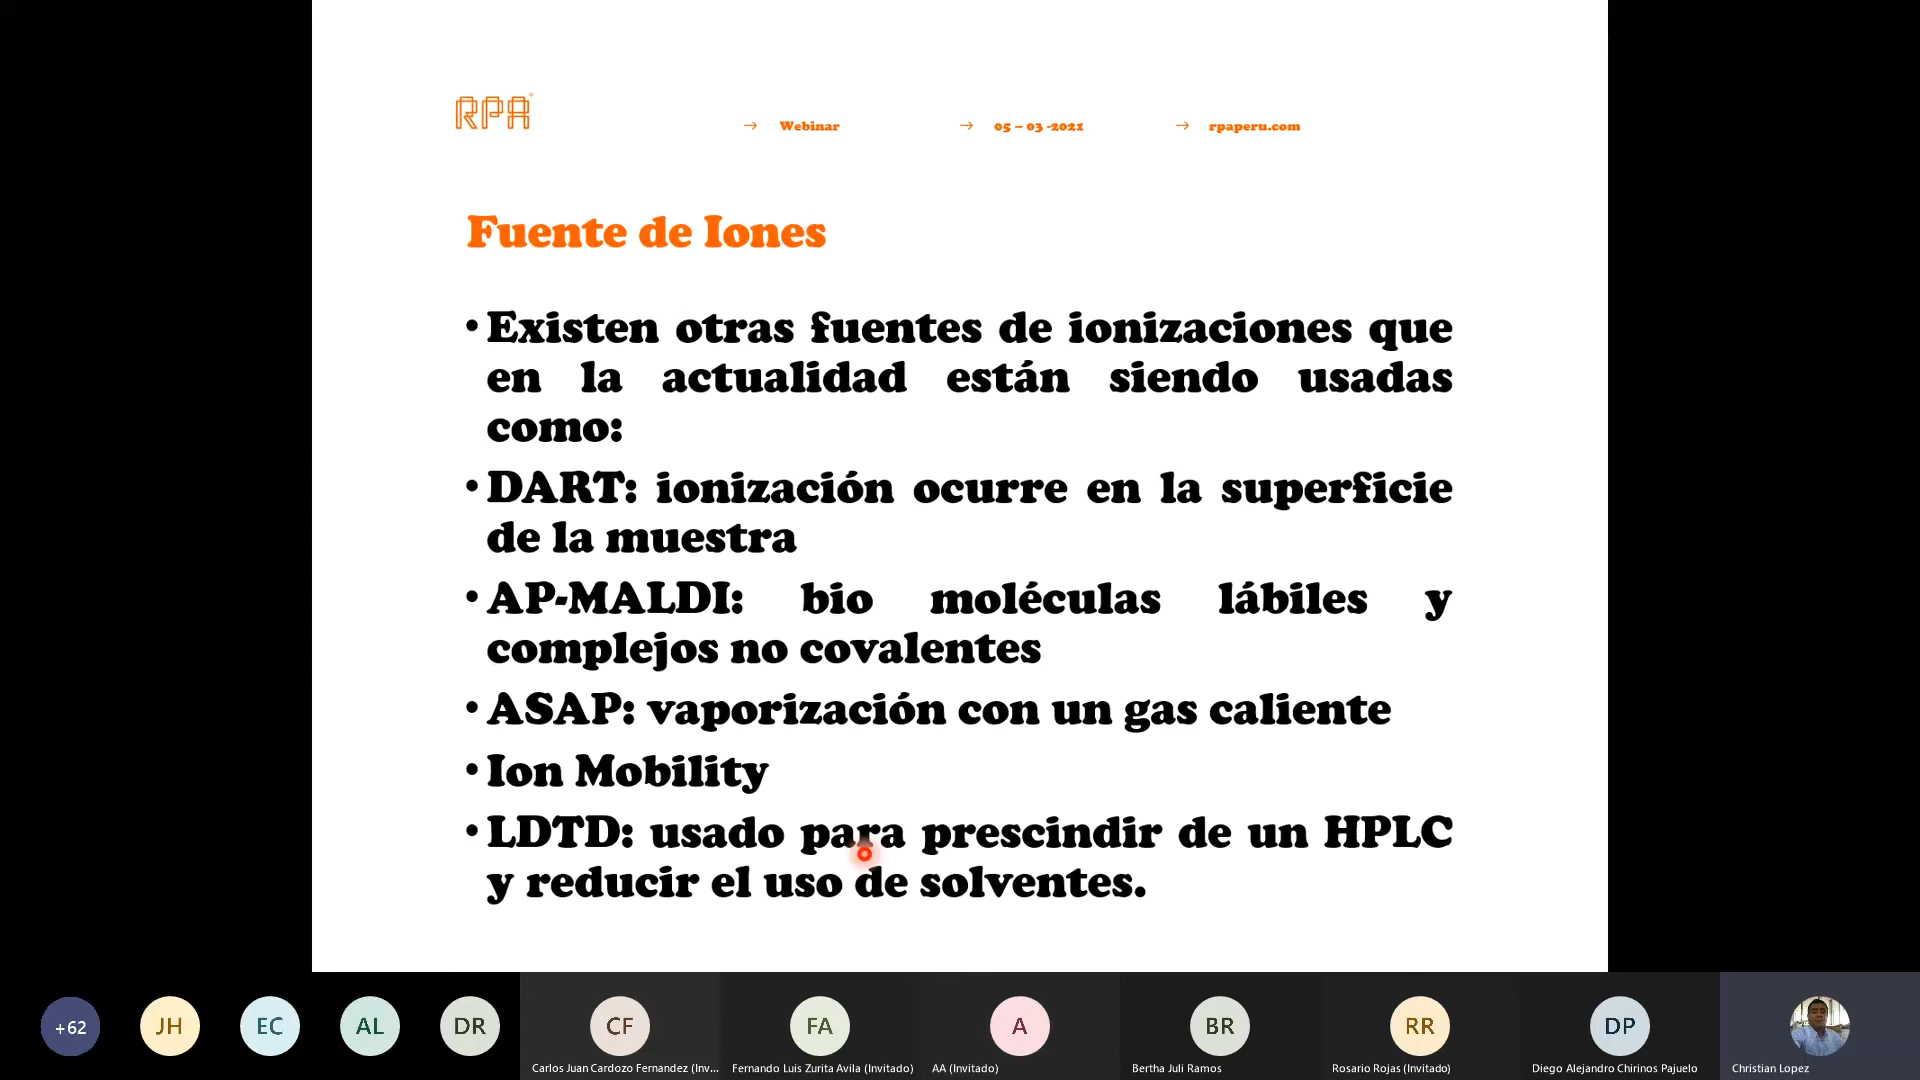 RPA
→ Webinar → 05 – 03 -2021 → rpaperu.com
Fuente de Iones
• Existen otras fuentes de ionizaciones que
en la actualidad están siendo usadas
como:
• DART: ionización ocurre en la superficie
de la muestra
• AP-MALDI: bio moléculas lábiles y
complejos no covalentes
• ASAP: vaporización con un gas caliente
• Ion Mobility
• LDTD: usado para prescindir de un HPLC
y reducir el uso de solventes.
+62 JH EC AL DR CF FA A BR RR DP
Carlos Juan Cardozo Fernandez (Inv... Fernando Luis Zurita Avila (Invitado) AA (Invitado) Bertha Juli Ramos Rosario Rojas (Invitado) Diego Alejandro Chirinos Pajuelo Christian Lopez